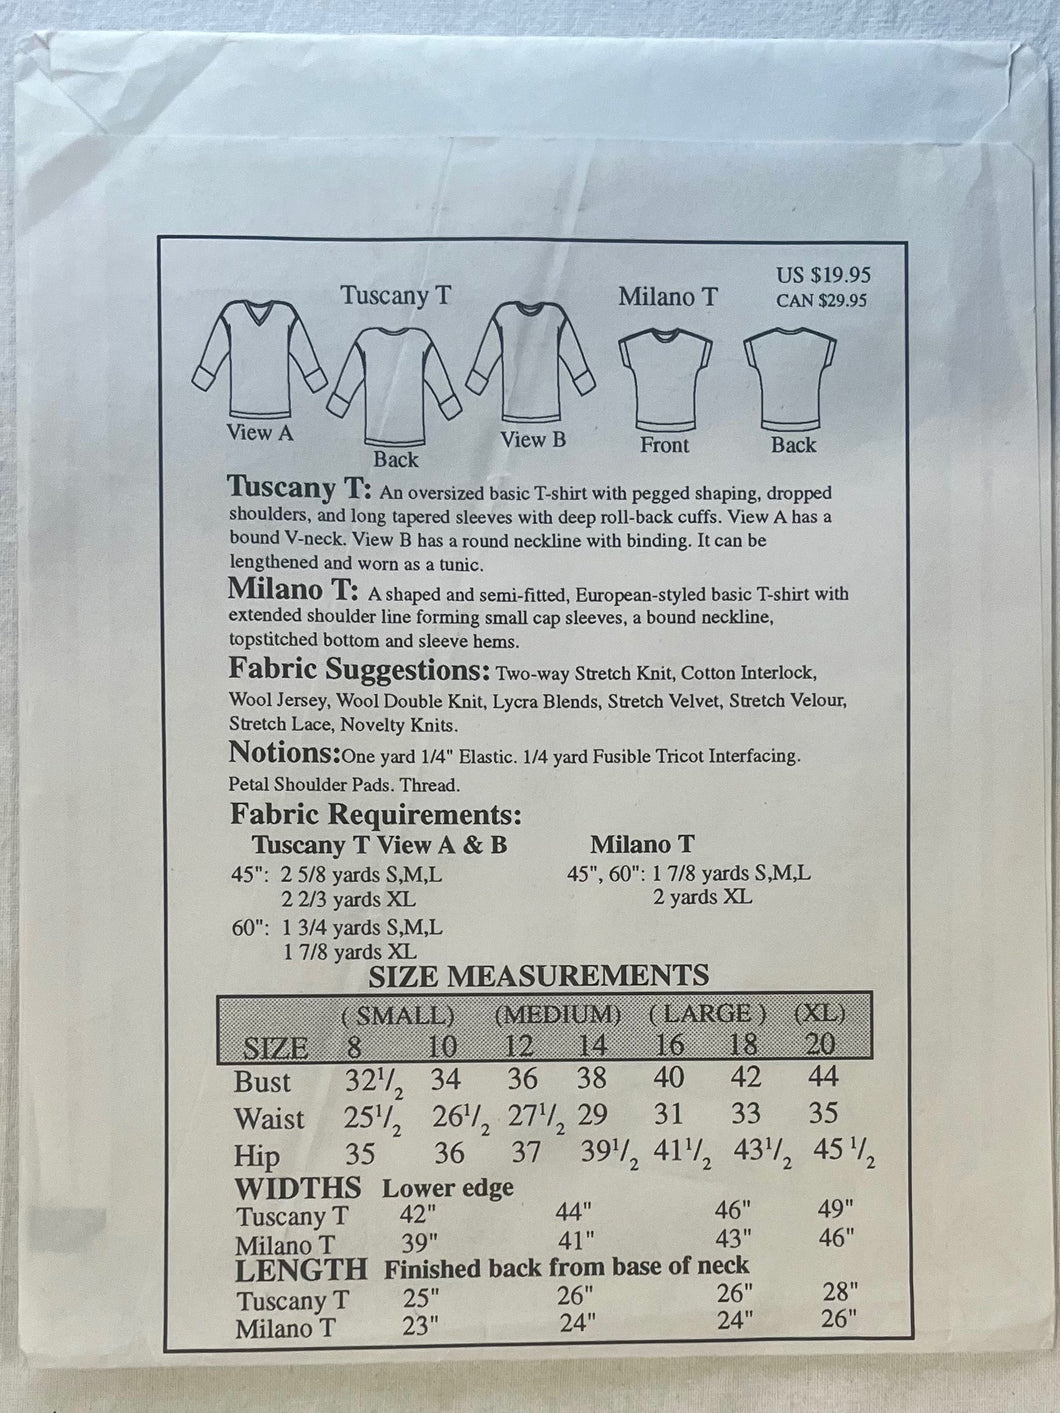 US $19.95
Tuscany T
Milano T
CAN $29.95
View A
Back
View B
Front
Back
Tuscany T: An oversized basic T-shirt with pegged shaping, dropped
shoulders, and long tapered sleeves with deep roll-back cuffs. View A has a
bound V-neck. View B has a round neckline with binding. It can be
lengthened and worn as a tunic.
Milano T: A shaped and semi-fitted, European-styled basic T-shirt with
extended shoulder line forming small cap sleeves, a bound neckline,
topstitched bottom and sleeve hems.
Fabric Suggestions: Two-way Stretch Knit, Cotton Interlock,
Wool Jersey, Wool Double Knit, Lycra Blends, Stretch Velvet, Stretch Velour,
Stretch Lace, Novelty Knits.
Notions:One yard 1/4" Elastic. 1/4 yard Fusible Tricot Interfacing.
Petal Shoulder Pads. Thread.
Fabric Requirements:
Tuscany T View A & B Milano T
45": 2 5/8 yards S,M,L 45", 60": 1 7/8 yards S,M,L
2 2/3 yards XL 2 yards XL
60": 1 3/4 yards S,M,L
1 7/8 yards XL
SIZE MEASUREMENTS
( SMALL) (MEDIUM) ( LARGE ) (XL)
SIZE 8 10 12 14 16 18 20
Bust 32 1/2 34 36 38 40 42 44
Waist 25 1/2 26 1/2 27 1/2 29 31 33 35
Hip 35 36 37 39 1/2 41 1/2 43 1/2 45 1/2
WIDTHS Lower edge
Tuscany T 42" 44" 46" 49"
Milano T 39" 41" 43" 46"
LENGTH Finished back from base of neck
Tuscany T 25" 26" 26" 28"
Milano T 23" 24" 24" 26"